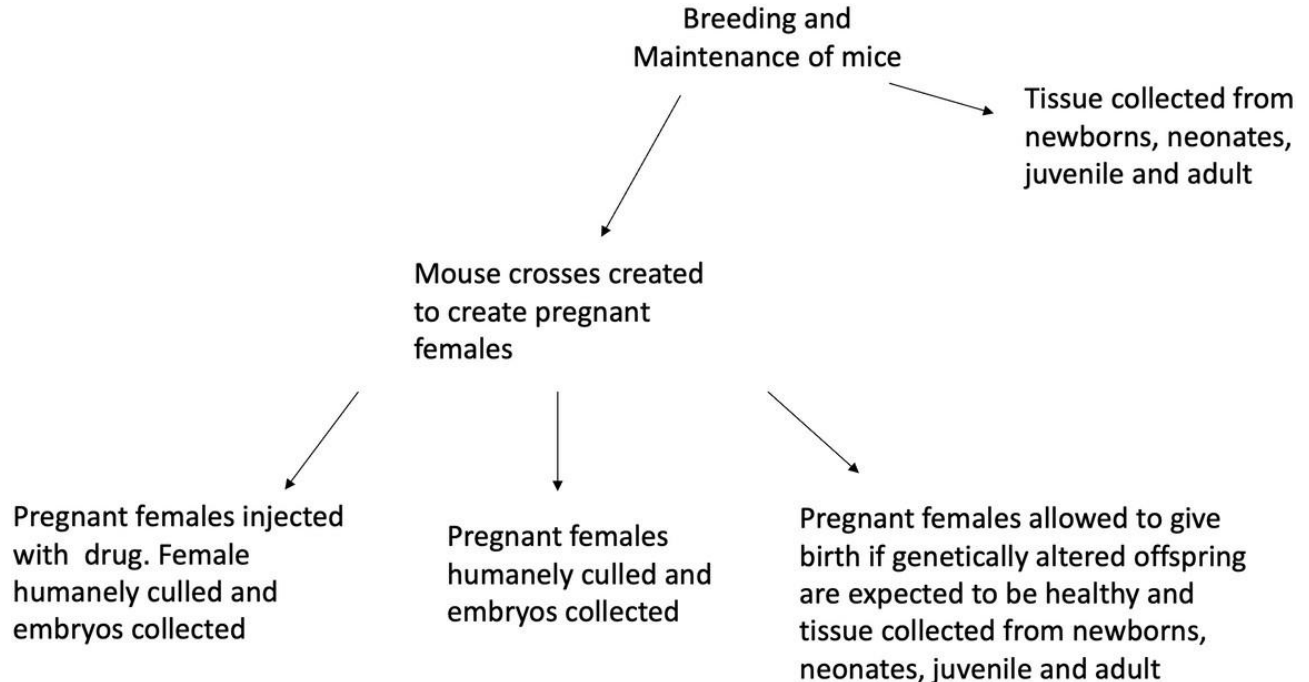 Breeding and
Maintenance of mice
Tissue collected from
newborns, neonates,
juvenile and adult
Mouse crosses created
to create pregnant
females
Pregnant females injected
with  drug. Female
humanely culled and
embryos collected
Pregnant females
humanely culled and
embryos collected
Pregnant females allowed to give
birth if genetically altered offspring
are expected to be healthy and
tissue collected from newborns,
neonates, juvenile and adult